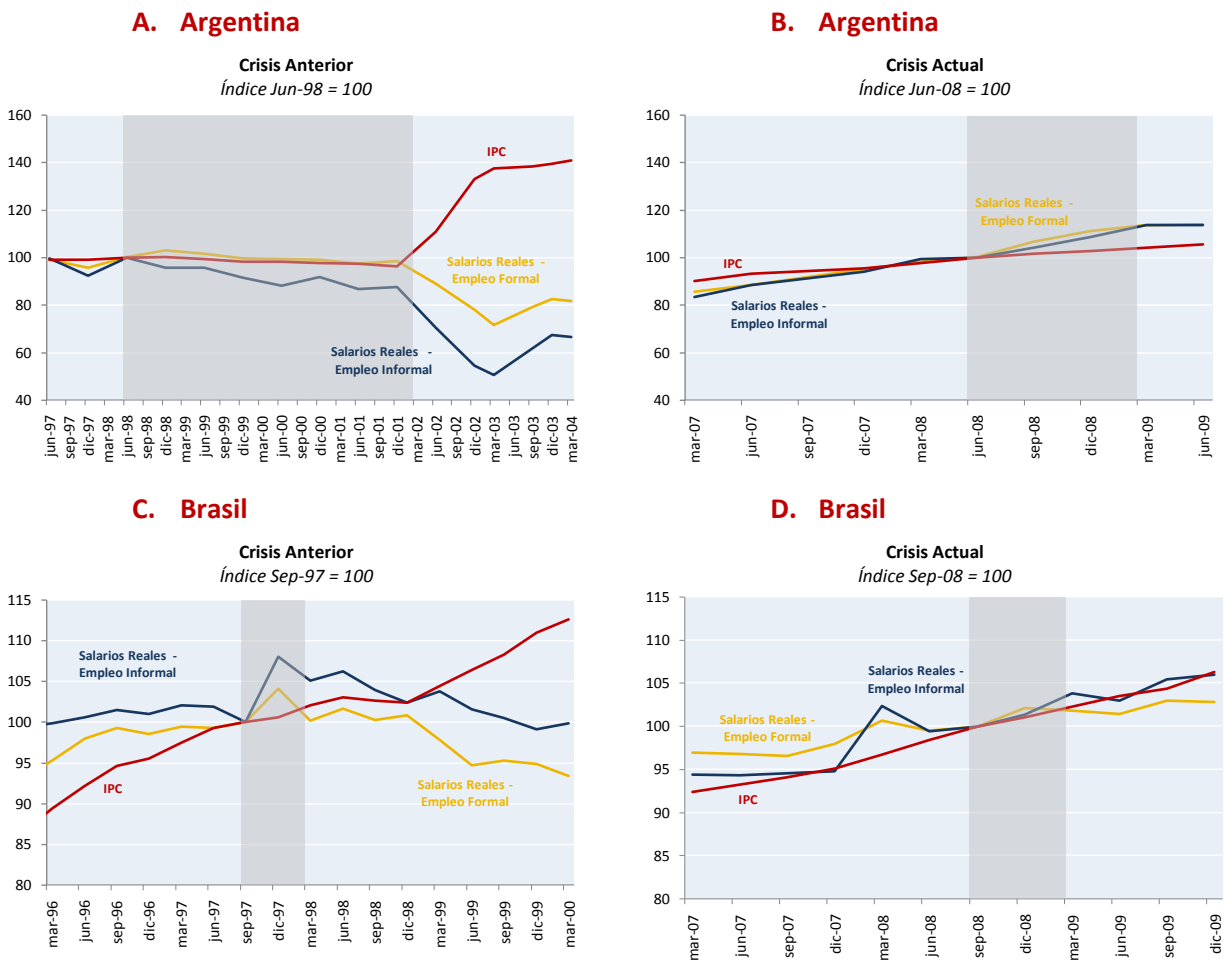 A. Argentina
Crisis Anterior
Índice Jun-98 = 100
160
140
120
100
80
60
40
IPC
Salarios Reales -
Empleo Formal
Salarios Reales -
Empleo Informal
jun-97
sep-97
dic-97
mar-98
jun-98
sep-98
dic-98
mar-99
jun-99
sep-99
dic-99
mar-00
jun-00
sep-00
dic-00
mar-01
jun-01
sep-01
dic-01
mar-02
jun-02
sep-02
dic-02
mar-03
jun-03
sep-03
dic-03
mar-04
B. Argentina
Crisis Actual
Índice Jun-08 = 100
160
140
120
100
80
60
40
Salarios Reales -
Empleo Formal
IPC
Salarios Reales -
Empleo Informal
mar-07
jun-07
sep-07
dic-07
mar-08
jun-08
sep-08
dic-08
mar-09
jun-09
C. Brasil
Crisis Anterior
Índice Sep-97 = 100
115
110
105
100
95
90
85
80
Salarios Reales -
Empleo Informal
IPC
Salarios Reales -
Empleo Formal
mar-96
jun-96
sep-96
dic-96
mar-97
jun-97
sep-97
dic-97
mar-98
jun-98
sep-98
dic-98
mar-99
jun-99
sep-99
dic-99
mar-00
D. Brasil
Crisis Actual
Índice Sep-08 = 100
115
110
105
100
95
90
85
80
Salarios Reales -
Empleo Informal
Salarios Reales -
Empleo Formal
IPC
mar-07
jun-07
sep-07
dic-07
mar-08
jun-08
sep-08
dic-08
mar-09
jun-09
sep-09
dic-09